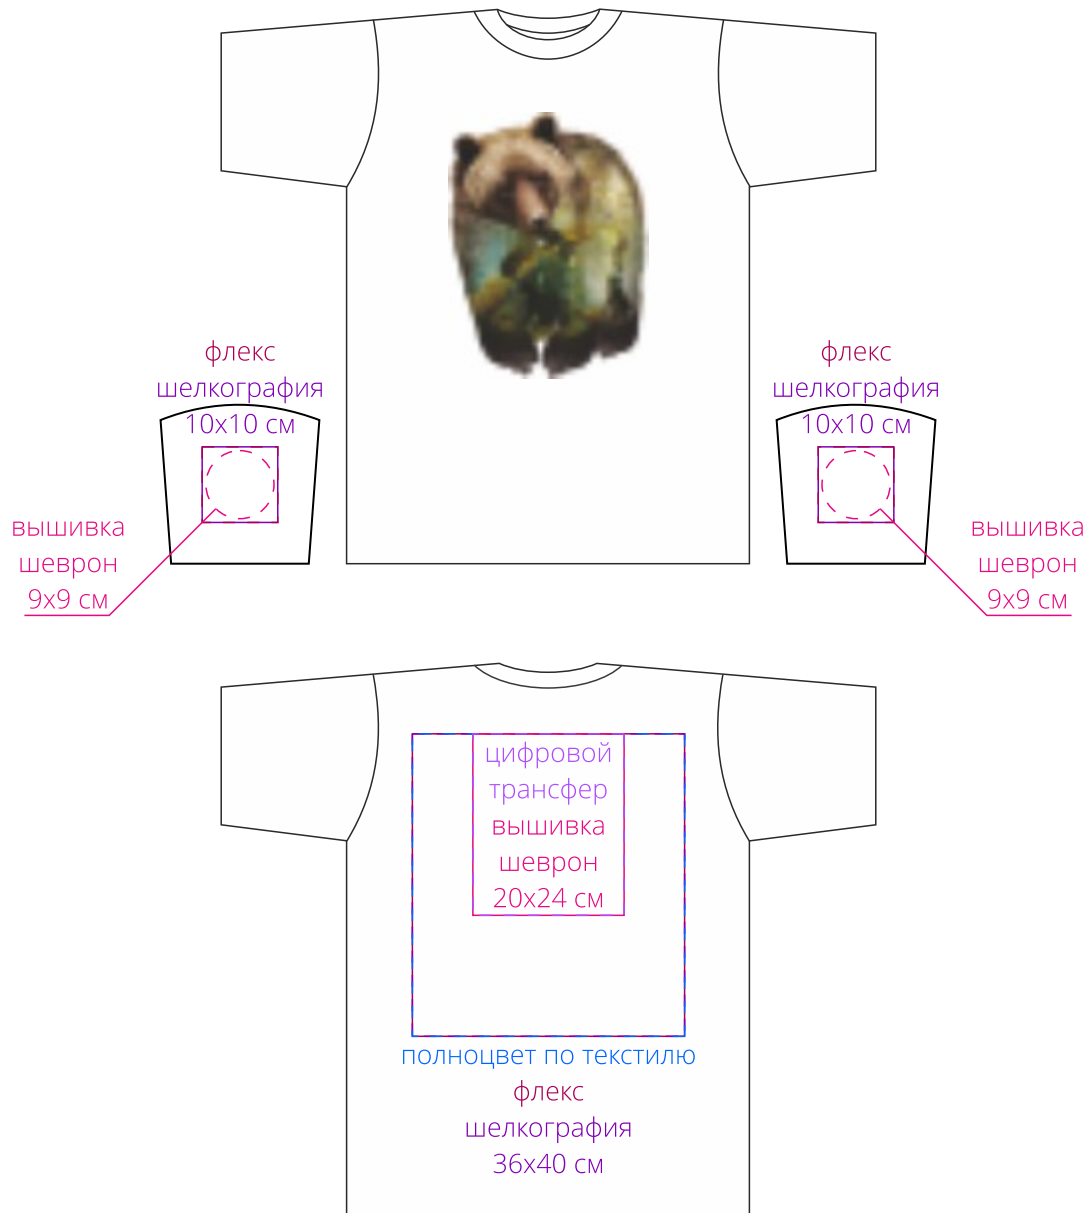 флекс
шелкография
10x10 см
вышивка
шеврон
9x9 см
флекс
шелкография
10x10 см
вышивка
шеврон
9x9 см
цифровой
трансфер
вышивка
шеврон
20x24 см
полноцвет по текстилю
флекс
шелкография
36x40 см